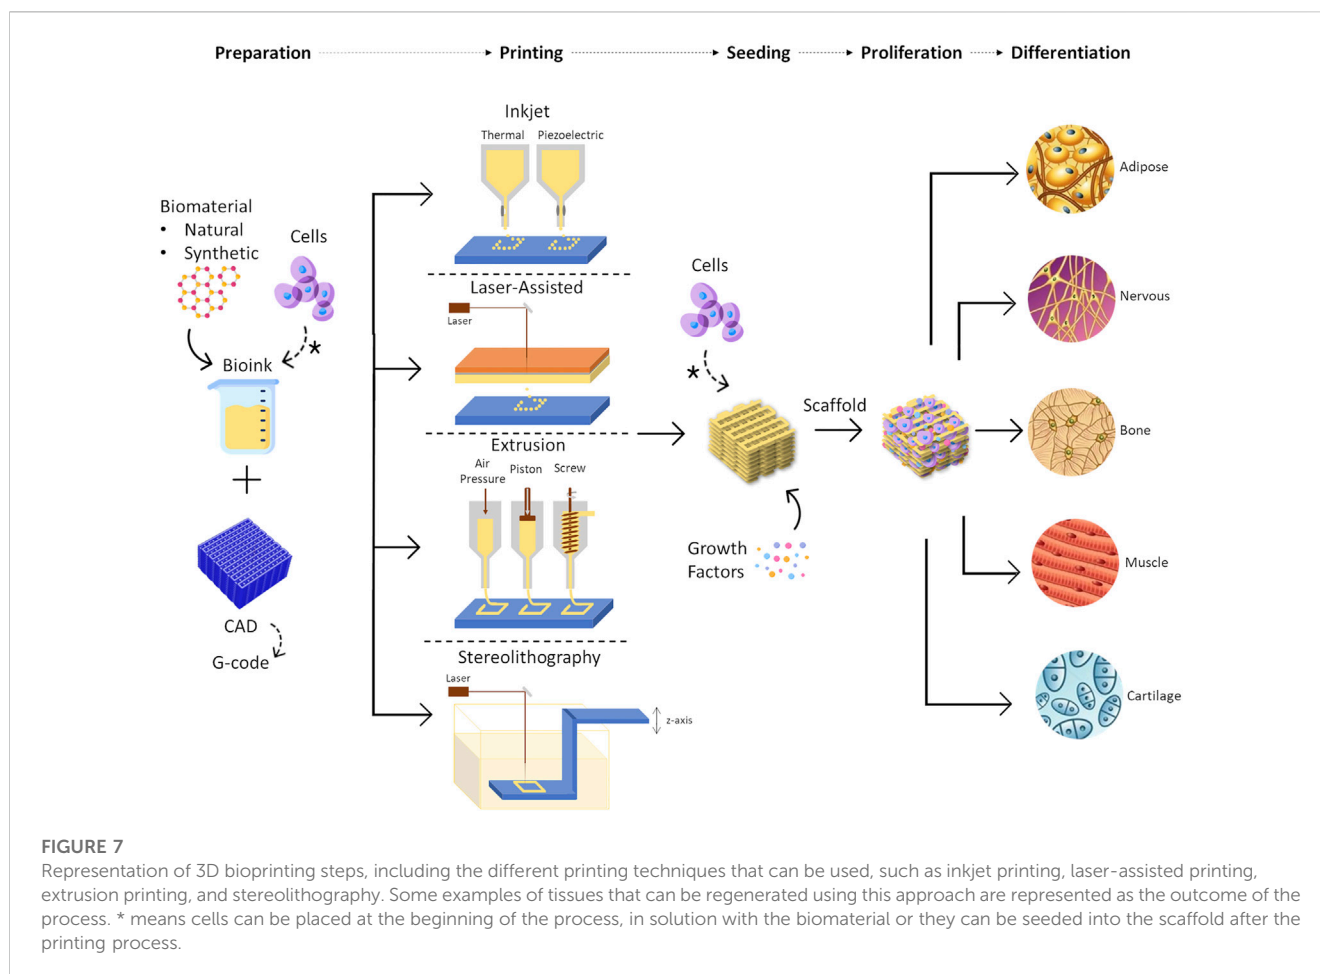 Preparation
Printing
Seeding
Proliferation
Differentiation
Inkjet
Thermal
Piezoelectric
Biomaterial
• Natural
• Synthetic
Cells
Bioink
CAD
G-code
Laser-Assisted
Laser
Extrusion
Air
Pressure
Piston
Screw
Stereolithography
Laser
z-axis
Cells
*
*
Scaffold
Growth
Factors
Adipose
Nervous
Bone
Muscle
Cartilage
FIGURE 7
Representation of 3D bioprinting steps, including the different printing techniques that can be used, such as inkjet printing, laser-assisted printing,
extrusion printing, and stereolithography. Some examples of tissues that can be regenerated using this approach are represented as the outcome of the
process. * means cells can be placed at the beginning of the process, in solution with the biomaterial or they can be seeded into the scaffold after the
printing process.